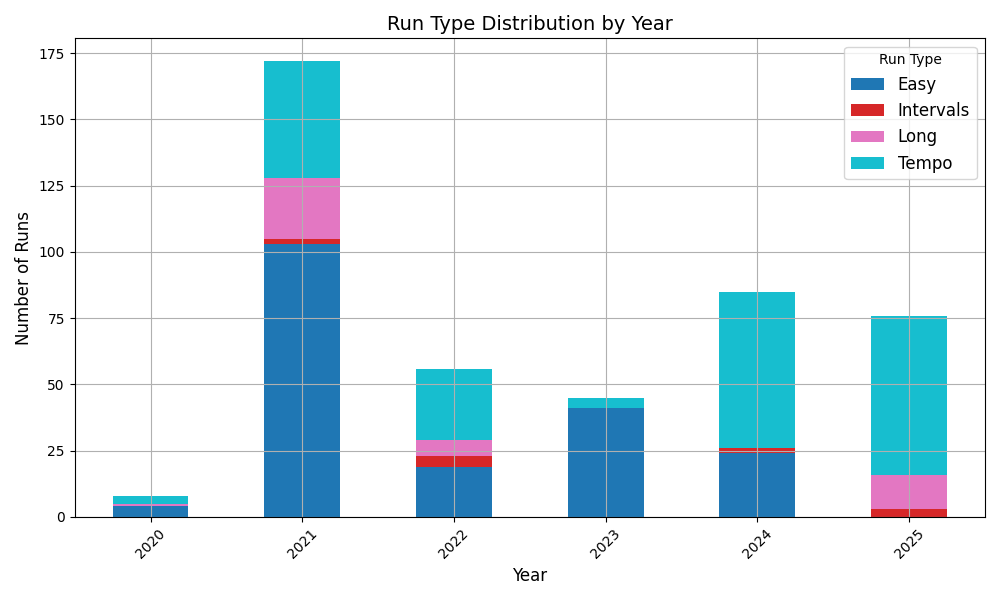 Run Type Distribution by Year
Number of Runs
175
150
125
100
75
50
25
0
Run Type
Easy
Intervals
Long
Tempo
2020
2021
2022
2023
2024
2025
Year